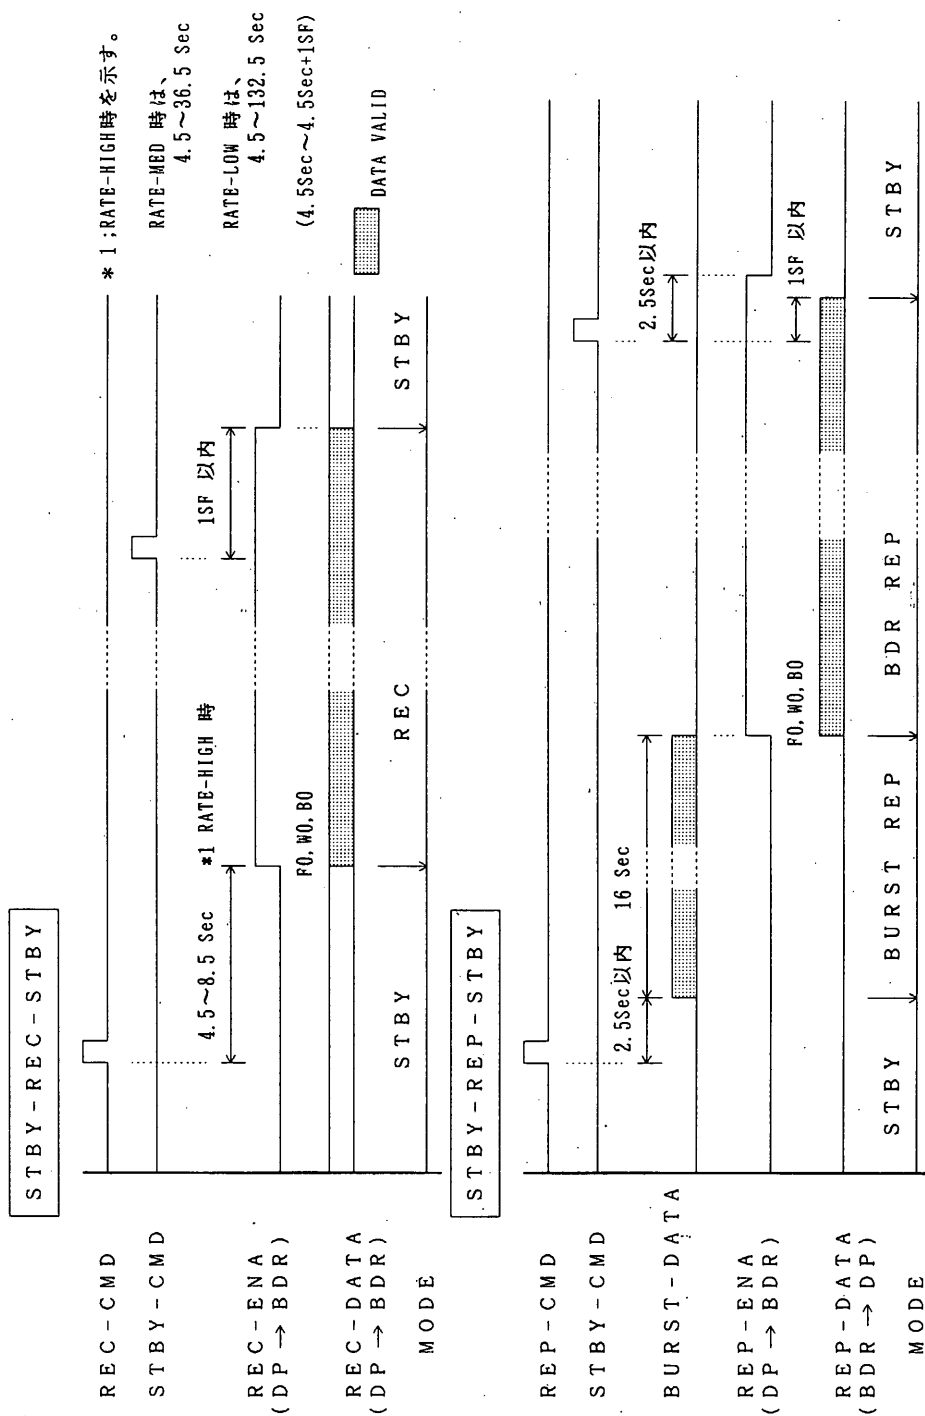 STBY-REC-STBY
REC-CMD
STBY-CMD
REC-ENA
(DP→BDR)
REC-DATA
(DP→BDR)
MODE
4.5～8.5 Sec
*1 RATE-HIGH 時
F0,W0,B0
1SF 以内
STBY
REC
STBY
*1;RATE-HIGH時を示す。
RATE-MED 時は、
4.5～36.5 Sec
RATE-LOW 時は、
4.5～132.5 Sec
(4.5Sec～4.5Sec+1SF)
DATA VALID
STBY-REP-STBY
REP-CMD
STBY-CMD
BURST-DATA
REP-ENA
(DP→BDR)
REP-DATA
(BDR→DP)
MODE
2.5Sec以内
16 Sec
2.5Sec以内
F0,W0,B0
1SF 以内
STBY
BURST REP
BDR REP
STBY